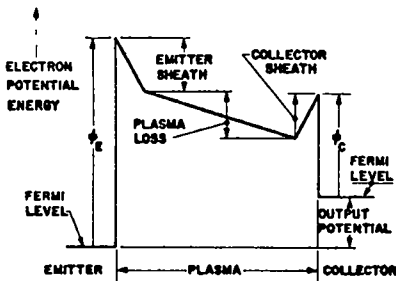 ELECTRON
POTENTIAL
ENERGY
EMITTER
SHEATH
COLLECTOR
SHEATH
PLASMA
LOSS
ϕE
ϕC
FERMI
LEVEL
FERMI
LEVEL
OUTPUT
POTENTIAL
EMITTER
PLASMA
COLLECTOR